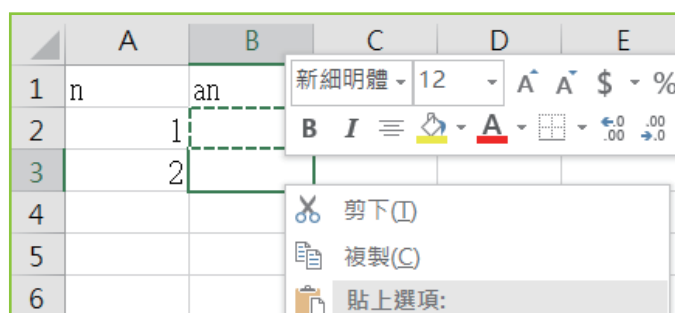 A B C D E
新細明體 12 A A $ %
1 n an
B I A .0 .00 .00 .0
2 1
3 2
剪下(T)
4
複製(C)
5
貼上選項:
6